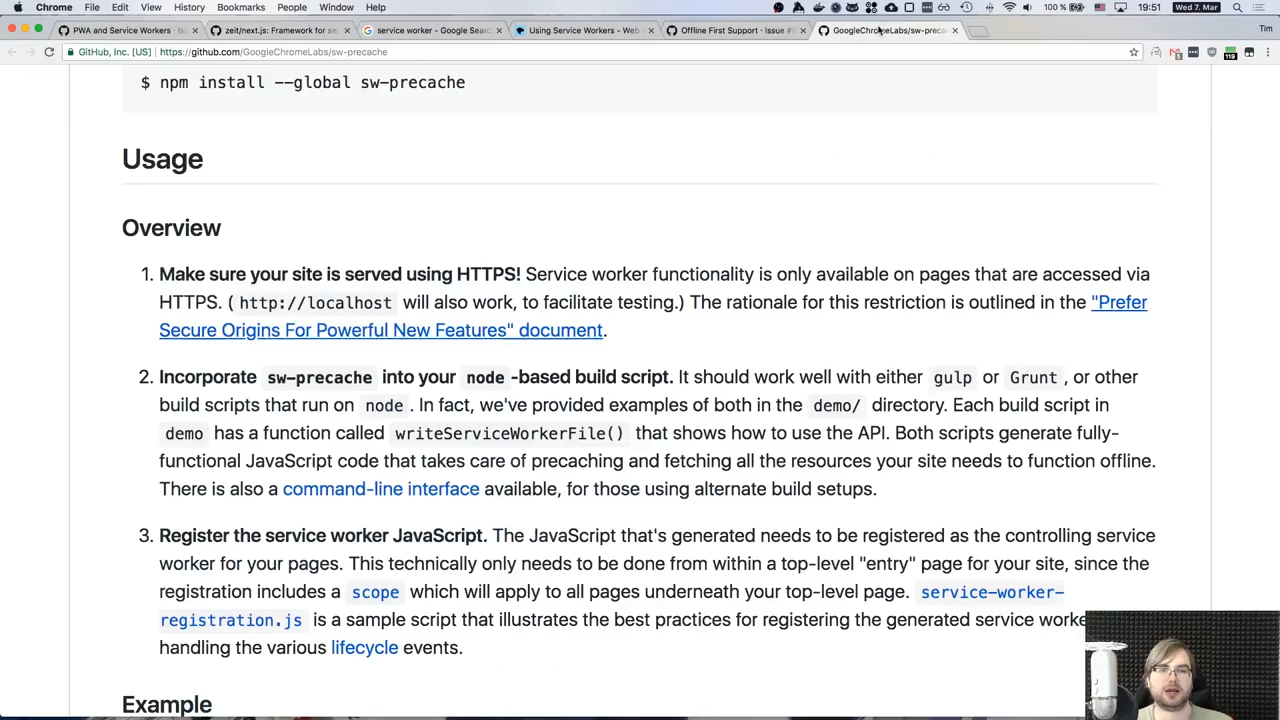 Chrome File Edit View History Bookmarks People Window Help 100 % 19:51 Wed 7. Mar
PWA and Service Workers · Iss zeit/next.js: Framework for se service worker - Google Searc Using Service Workers - Web Offline First Support · Issue #8 GoogleChromeLabs/sw-preca Tim
GitHub, Inc. [US] https://github.com/GoogleChromeLabs/sw-precache
$ npm install --global sw-precache
Usage
Overview
1. Make sure your site is served using HTTPS! Service worker functionality is only available on pages that are accessed via
HTTPS. ( http://localhost will also work, to facilitate testing.) The rationale for this restriction is outlined in the "Prefer
Secure Origins For Powerful New Features" document.
2. Incorporate sw-precache into your node -based build script. It should work well with either gulp or Grunt , or other
build scripts that run on node . In fact, we've provided examples of both in the demo/ directory. Each build script in
demo has a function called writeServiceWorkerFile() that shows how to use the API. Both scripts generate fully-
functional JavaScript code that takes care of precaching and fetching all the resources your site needs to function offline.
There is also a command-line interface available, for those using alternate build setups.
3. Register the service worker JavaScript. The JavaScript that's generated needs to be registered as the controlling service
worker for your pages. This technically only needs to be done from within a top-level "entry" page for your site, since the
registration includes a scope which will apply to all pages underneath your top-level page. service-worker-
registration.js is a sample script that illustrates the best practices for registering the generated service worke
handling the various lifecycle events.
Example